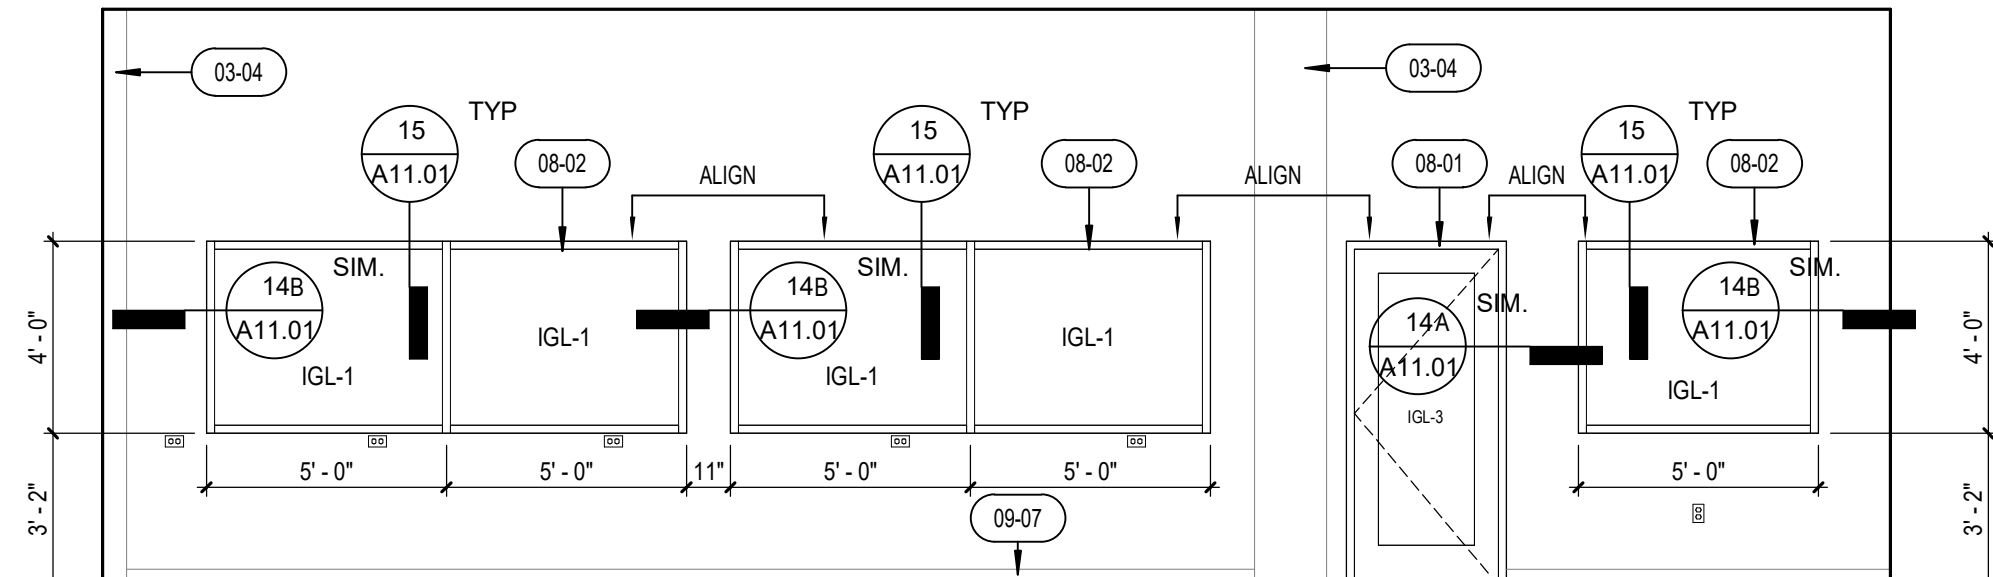 03-04
03-04
TYP
TYP
TYP
15
A11.01
08-02
15
A11.01
08-02
08-01
15
A11.01
08-02
ALIGN
ALIGN
ALIGN
SIM.
SIM.
SIM.
SIM.
14B
A11.01
14B
A11.01
14A
A11.01
14B
A11.01
4' - 0"
IGL-1
IGL-1
IGL-1
IGL-1
IGL-3
IGL-1
4' - 0"
5' - 0"
5' - 0"
11"
5' - 0"
5' - 0"
5' - 0"
3' - 2"
09-07
3' - 2"